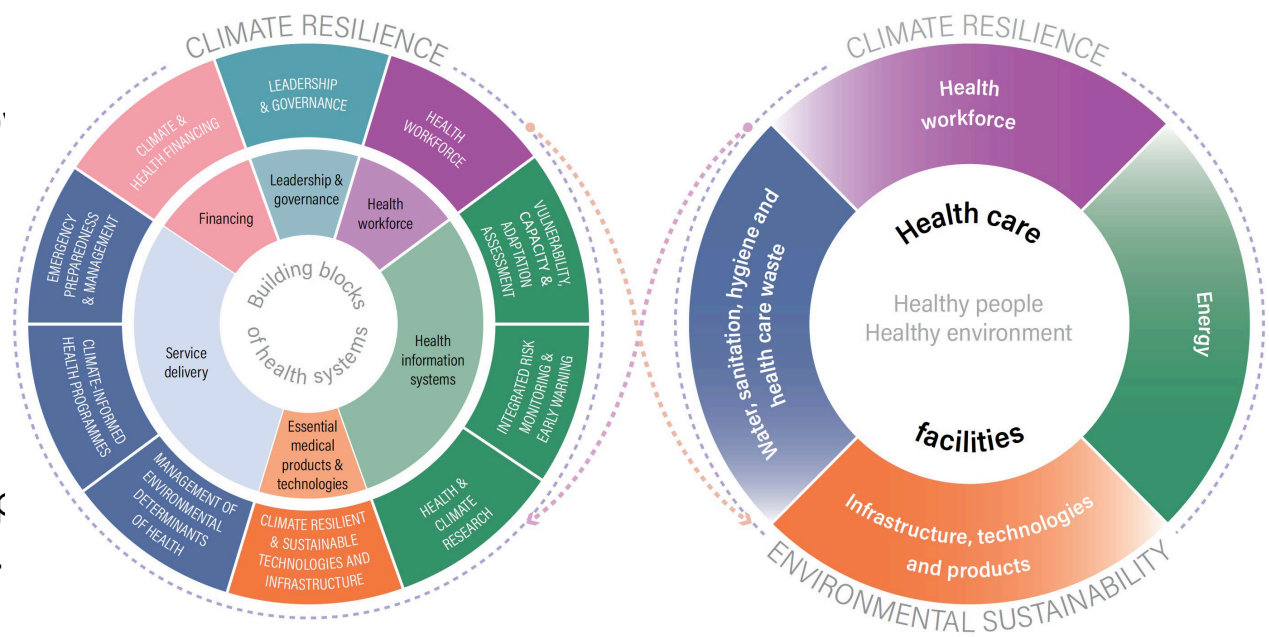 CLIMATE RESILIENCE
LEADERSHIP
& GOVERNANCE
HEALTH
WORKFORCE
VULNERABILITY,
CAPACITY &
ADAPTATION
ASSESSMENT
INTEGRATED RISK
MONITORING &
EARLY WARNING
HEALTH &
CLIMATE
RESEARCH
CLIMATE RESILIENT
& SUSTAINABLE
TECHNOLOGIES AND
INFRASTRUCTURE
MANAGEMENT OF
ENVIRONMENTAL
DETERMINANTS
OF HEALTH
CLIMATE-INFORMED
HEALTH PROGRAMMES
EMERGENCY
PREPAREDNESS
& MANAGEMENT
CLIMATE &
HEALTH FINANCING
Leadership &
governance
Health
workforce
Health
information
systems
Essential
medical
products &
technologies
Service
delivery
Financing
Building blocks
of health systems
CLIMATE RESILIENCE
Health
workforce
Energy
Infrastructure, technologies
and products
Water, sanitation, hygiene and
health care waste
Health care
Healthy people
Healthy environment
facilities
ENVIRONMENTAL SUSTAINABILITY